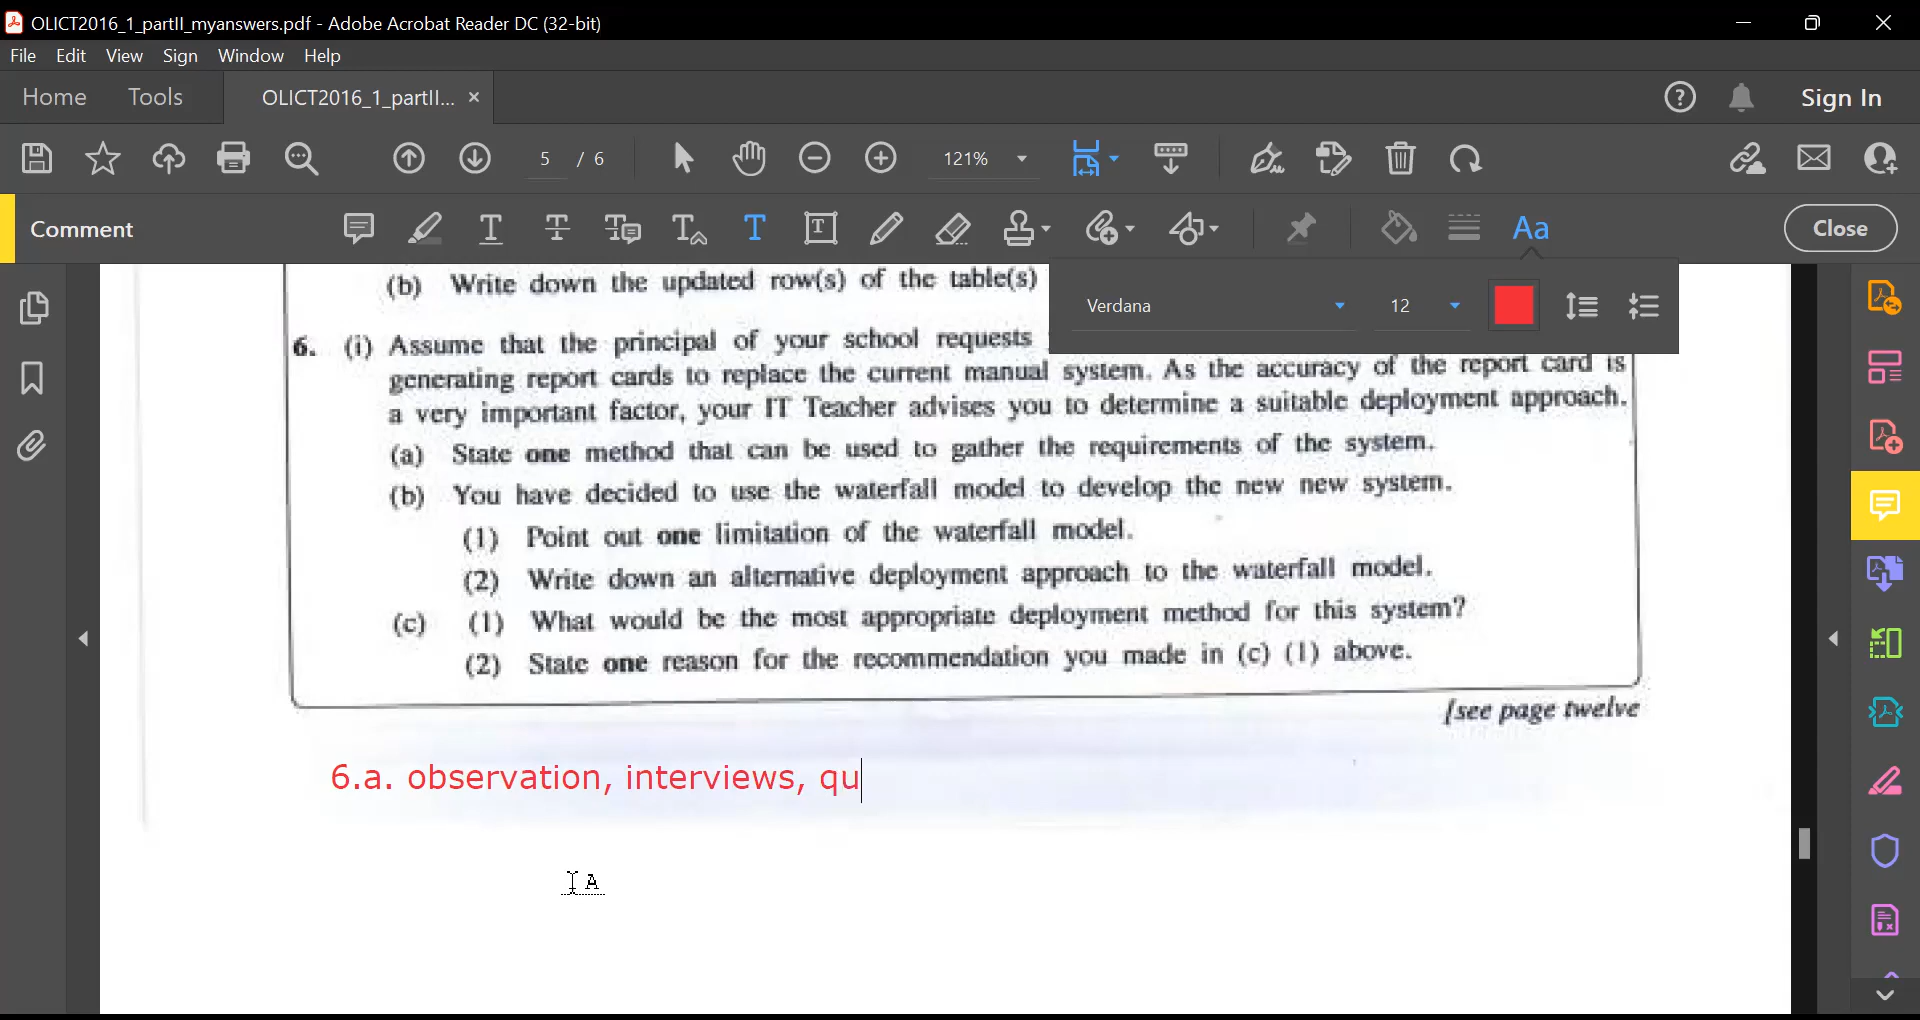 OLICT2016_1_partII_myanswers.pdf - Adobe Acrobat Reader DC (32-bit)
File Edit View Sign Window Help
Home Tools OLICT2016_1_partII... × Sign In
5 / 6 121%
Comment Aa Close
Verdana 12
(b) Write down the updated row(s) of the table(s)
6. (i) Assume that the principal of your school requests
generating report cards to replace the current manual system. As the accuracy of the report card is
a very important factor, your IT Teacher advises you to determine a suitable deployment approach.
(a) State one method that can be used to gather the requirements of the system.
(b) You have decided to use the waterfall model to develop the new new system.
(1) Point out one limitation of the waterfall model.
(2) Write down an alternative deployment approach to the waterfall model.
(c) (1) What would be the most appropriate deployment method for this system?
(2) State one reason for the recommendation you made in (c) (1) above.
[see page twelve
6.a. observation, interviews, qu